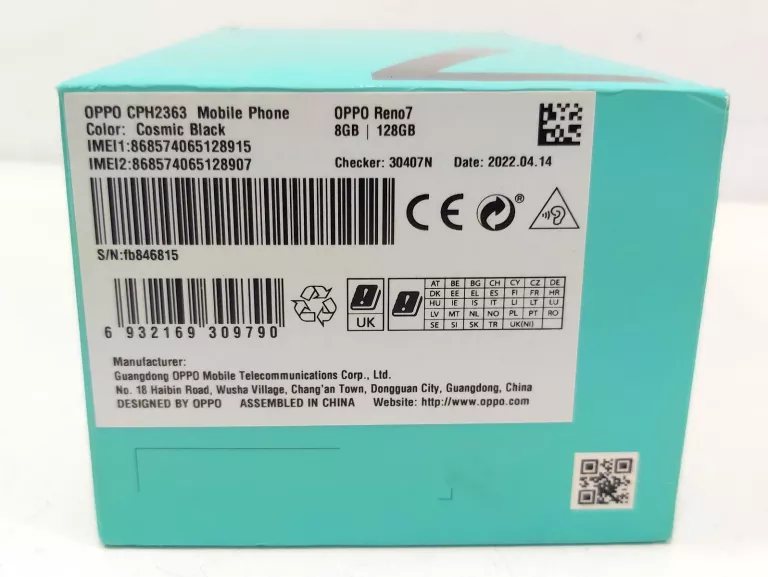 OPPO CPH2363 Mobile Phone OPPO Reno7
Color: Cosmic Black 8GB | 128GB
IMEI1:868574065128915
IMEI2:868574065128907 Checker: 30407N Date: 2022.04.14
CE ®
S/N:fb846815
AT BE BG CH CY CZ DE
DK EE EL ES FI FR HR
HU IE IS IT LI LT LU
LV MT NL NO PL PT RO
SE SI SK TR UK(NI)
UK
6 932169 309790
Manufacturer:
Guangdong OPPO Mobile Telecommunications Corp., Ltd.
No. 18 Haibin Road, Wusha Village, Chang'an Town, Dongguan City, Guangdong, China
DESIGNED BY OPPO ASSEMBLED IN CHINA Website: http://www.oppo.com